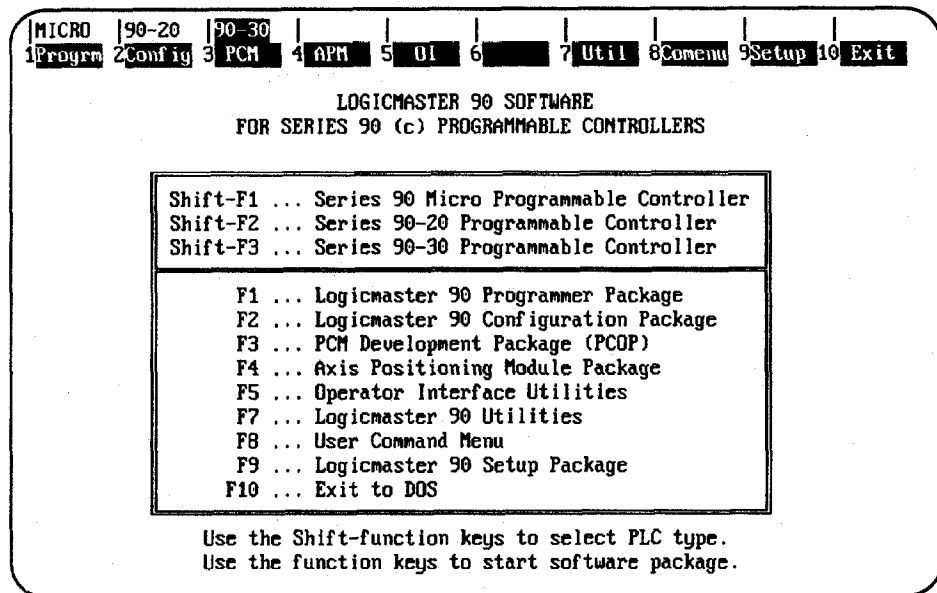 MICRO |90-20 |90-30
1Progrm 2Config 3 PCM 4 APM 5 OI 6 7 Util 8Comenu 9Setup 10 Exit
LOGICMASTER 90 SOFTWARE
FOR SERIES 90 (c) PROGRAMMABLE CONTROLLERS
Shift-F1 ... Series 90 Micro Programmable Controller
Shift-F2 ... Series 90-20 Programmable Controller
Shift-F3 ... Series 90-30 Programmable Controller
F1 ... Logicmaster 90 Programmer Package
F2 ... Logicmaster 90 Configuration Package
F3 ... PCM Development Package (PCOP)
F4 ... Axis Positioning Module Package
F5 ... Operator Interface Utilities
F7 ... Logicmaster 90 Utilities
F8 ... User Command Menu
F9 ... Logicmaster 90 Setup Package
F10 ... Exit to DOS
Use the Shift-function keys to select PLC type.
Use the function keys to start software package.